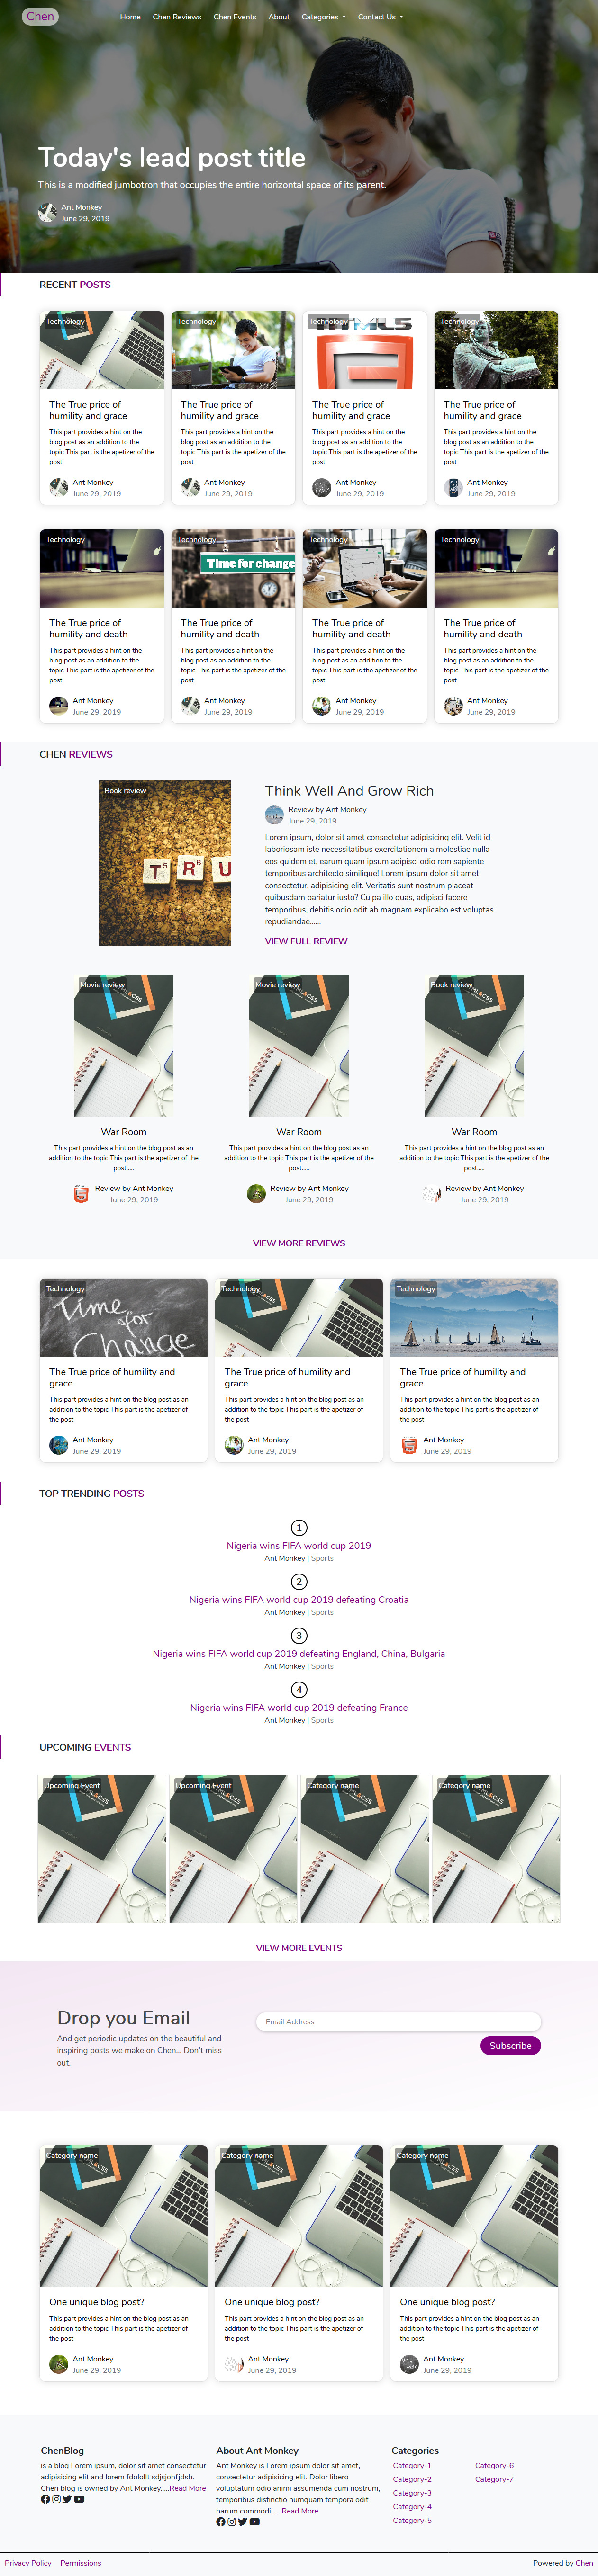 Chen
Home Chen Reviews Chen Events About Categories Contact Us
Today's lead post title
This is a modified jumbotron that occupies the entire horizontal space of its parent.
Ant Monkey
June 29, 2019
RECENT POSTS
Technology
The True price of
humility and grace
This part provides a hint on the
blog post as an addition to the
topic This part is the apetizer of the
post
Ant Monkey
June 29, 2019
Technology
The True price of
humility and grace
This part provides a hint on the
blog post as an addition to the
topic This part is the apetizer of the
post
Ant Monkey
June 29, 2019
Technology
The True price of
humility and grace
This part provides a hint on the
blog post as an addition to the
topic This part is the apetizer of the
post
Ant Monkey
June 29, 2019
Technology
The True price of
humility and grace
This part provides a hint on the
blog post as an addition to the
topic This part is the apetizer of the
post
Ant Monkey
June 29, 2019
Technology
The True price of
humility and death
This part provides a hint on the
blog post as an addition to the
topic This part is the apetizer of the
post
Ant Monkey
June 29, 2019
Technology
Time for change
The True price of
humility and death
This part provides a hint on the
blog post as an addition to the
topic This part is the apetizer of the
post
Ant Monkey
June 29, 2019
Technology
The True price of
humility and death
This part provides a hint on the
blog post as an addition to the
topic This part is the apetizer of the
post
Ant Monkey
June 29, 2019
Technology
The True price of
humility and death
This part provides a hint on the
blog post as an addition to the
topic This part is the apetizer of the
post
Ant Monkey
June 29, 2019
CHEN REVIEWS
Book review
T5 R8 U
Think Well And Grow Rich
Review by Ant Monkey
June 29, 2019
Lorem ipsum, dolor sit amet consectetur adipisicing elit. Velit id
laboriosam iste necessitatibus exercitationem a molestiae nulla
eos quidem et, earum quam ipsum adipisci odio rem sapiente
temporibus architecto similique! Lorem ipsum dolor sit amet
consectetur, adipisicing elit. Veritatis sunt nostrum placeat
quibusdam pariatur iusto? Culpa illo quas, adipisci facere
temporibus, debitis odio odit ab magnam explicabo est voluptas
repudiandae......
VIEW FULL REVIEW
Movie review
War Room
This part provides a hint on the blog post as an
addition to the topic This part is the apetizer of the
post.....
Review by Ant Monkey
June 29, 2019
Movie review
War Room
This part provides a hint on the blog post as an
addition to the topic This part is the apetizer of the
post.....
Review by Ant Monkey
June 29, 2019
Book review
War Room
This part provides a hint on the blog post as an
addition to the topic This part is the apetizer of the
post.....
Review by Ant Monkey
June 29, 2019
VIEW MORE REVIEWS
Technology
Time for Change
The True price of humility and
grace
This part provides a hint on the blog post as an
addition to the topic This part is the apetizer of
the post
Ant Monkey
June 29, 2019
Technology
The True price of humility and
grace
This part provides a hint on the blog post as an
addition to the topic This part is the apetizer of
the post
Ant Monkey
June 29, 2019
Technology
The True price of humility and
grace
This part provides a hint on the blog post as an
addition to the topic This part is the apetizer of
the post
Ant Monkey
June 29, 2019
TOP TRENDING POSTS
1
Nigeria wins FIFA world cup 2019
Ant Monkey | Sports
2
Nigeria wins FIFA world cup 2019 defeating Croatia
Ant Monkey | Sports
3
Nigeria wins FIFA world cup 2019 defeating England, China, Bulgaria
Ant Monkey | Sports
4
Nigeria wins FIFA world cup 2019 defeating France
Ant Monkey | Sports
UPCOMING EVENTS
Upcoming Event
Upcoming Event
Category name
Category name
VIEW MORE EVENTS
Drop you Email
And get periodic updates on the beautiful and
inspiring posts we make on Chen... Don't miss
out.
Email Address
Subscribe
Category name
One unique blog post?
This part provides a hint on the blog post as an
addition to the topic This part is the apetizer of
the post
Ant Monkey
June 29, 2019
Category name
One unique blog post?
This part provides a hint on the blog post as an
addition to the topic This part is the apetizer of
the post
Ant Monkey
June 29, 2019
Category name
One unique blog post?
This part provides a hint on the blog post as an
addition to the topic This part is the apetizer of
the post
Ant Monkey
June 29, 2019
ChenBlog
is a blog Lorem ipsum, dolor sit amet consectetur
adipisicing elit and lorem fdololl sdjsjohfjdsh.
Chen blog is owned by Ant Monkey.....Read More
About Ant Monkey
Ant Monkey is Lorem ipsum dolor sit amet,
consectetur adipisicing elit. Dolor libero
voluptatum odio animi assumenda cum nostrum,
temporibus distinctio numquam tempora odit
harum commodi..... Read More
Categories
Category-1
Category-2
Category-3
Category-4
Category-5
Category-6
Category-7
Privacy Policy Permissions
Powered by Chen